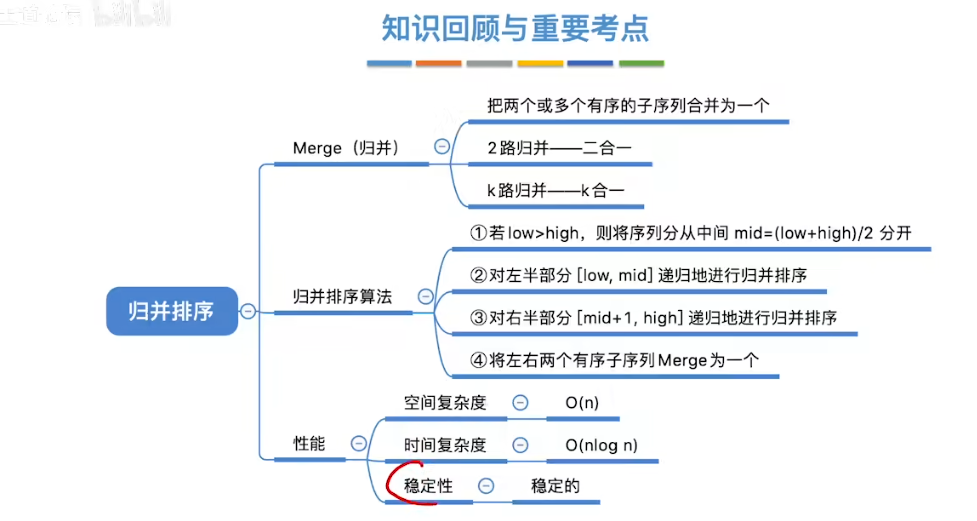 知识回顾与重要考点
把两个或多个有序的子序列合并为一个
Merge（归并）
2路归并——二合一
k路归并——k合一
①若low>high，则将序列分从中间 mid=(low+high)/2 分开
②对左半部分 [low, mid] 递归地进行归并排序
归并排序算法
归并排序
③对右半部分 [mid+1, high] 递归地进行归并排序
④将左右两个有序子序列Merge为一个
空间复杂度
O(n)
性能
时间复杂度
O(nlog n)
稳定性
稳定的